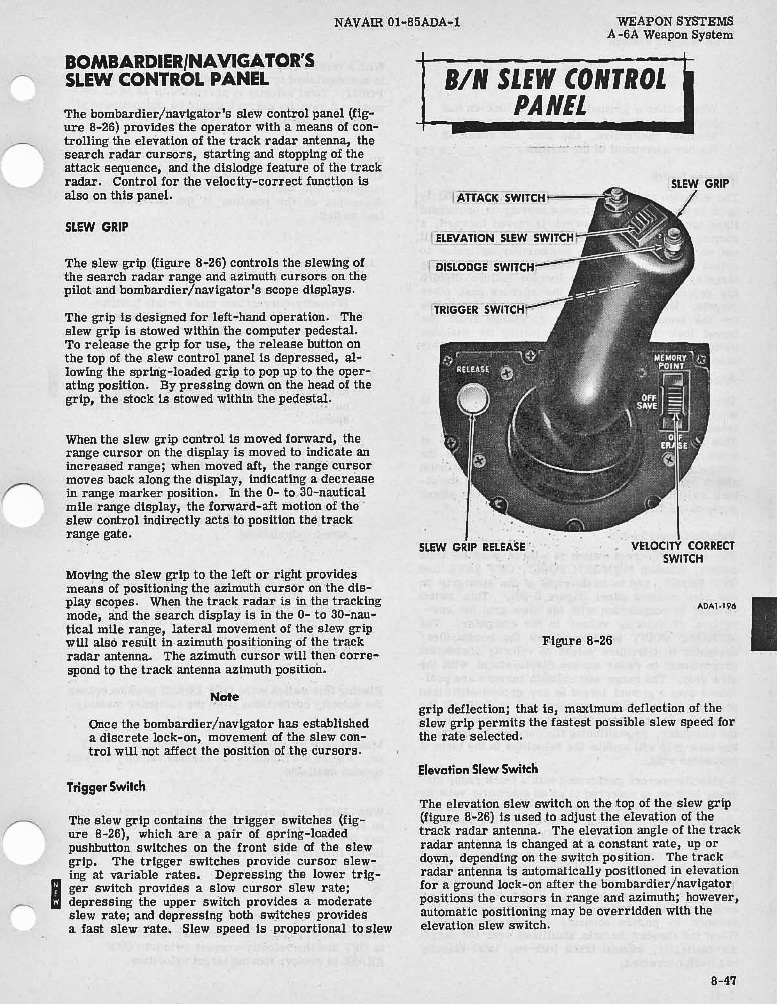 NAVAIR 01-85ADA-1
WEAPON SYSTEMS
A-6A Weapon System
BOMBARDIER/NAVIGATOR'S
SLEW CONTROL PANEL
The bombardier/navigator's slew control panel (fig-
ure 8-26) provides the operator with a means of con-
trolling the elevation of the track radar antenna, the
search radar cursors, starting and stopping of the
attack sequence, and the dislodge feature of the track
radar. Control for the velocity-correct function is
also on this panel.
SLEW GRIP
The slew grip (figure 8-26) controls the slewing of
the search radar range and azimuth cursors on the
pilot and bombardier/navigator's scope displays.
The grip is designed for left-hand operation. The
slew grip is stowed within the computer pedestal.
To release the grip for use, the release button on
the top of the slew control panel is depressed, al-
lowing the spring-loaded grip to pop up to the oper-
ating position. By pressing down on the head of the
grip, the stock is stowed within the pedestal.
When the slew grip control is moved forward, the
range cursor on the display is moved to indicate an
increased range; when moved aft, the range cursor
moves back along the display, indicating a decrease
in range marker position. In the 0- to 30-nautical
mile range display, the forward-aft motion of the
slew control indirectly acts to position the track
range gate.
Moving the slew grip to the left or right provides
means of positioning the azimuth cursor on the dis-
play scopes. When the track radar is in the tracking
mode, and the search display is in the 0- to 30-nau-
tical mile range, lateral movement of the slew grip
will also result in azimuth positioning of the track
radar antenna. The azimuth cursor will then corre-
spond to the track antenna azimuth position.
Note
Once the bombardier/navigator has established
a discrete lock-on, movement of the slew con-
trol will not affect the position of the cursors.
Trigger Switch
The slew grip contains the trigger switches (fig-
ure 8-26), which are a pair of spring-loaded
pushbutton switches on the front side of the slew
grip. The trigger switches provide cursor slew-
ing at variable rates. Depressing the lower trig-
ger switch provides a slow cursor slew rate;
depressing the upper switch provides a moderate
slew rate; and depressing both switches provides
a fast slew rate. Slew speed is proportional to slew
NEW
B/N SLEW CONTROL
PANEL
SLEW GRIP
ATTACK SWITCH
ELEVATION SLEW SWITCH
DISLODGE SWITCH
TRIGGER SWITCH
RELEASE
MEMORY
POINT
OFF
SAVE
OFF
ERASE
SLEW GRIP RELEASE
VELOCITY CORRECT
SWITCH
ADA1-196
Figure 8-26
grip deflection; that is, maximum deflection of the
slew grip permits the fastest possible slew speed for
the rate selected.
Elevation Slew Switch
The elevation slew switch on the top of the slew grip
(figure 8-26) is used to adjust the elevation of the
track radar antenna. The elevation angle of the track
radar antenna is changed at a constant rate, up or
down, depending on the switch position. The track
radar antenna is automatically positioned in elevation
for a ground lock-on after the bombardier/navigator
positions the cursors in range and azimuth; however,
automatic positioning may be overridden with the
elevation slew switch.
8-47